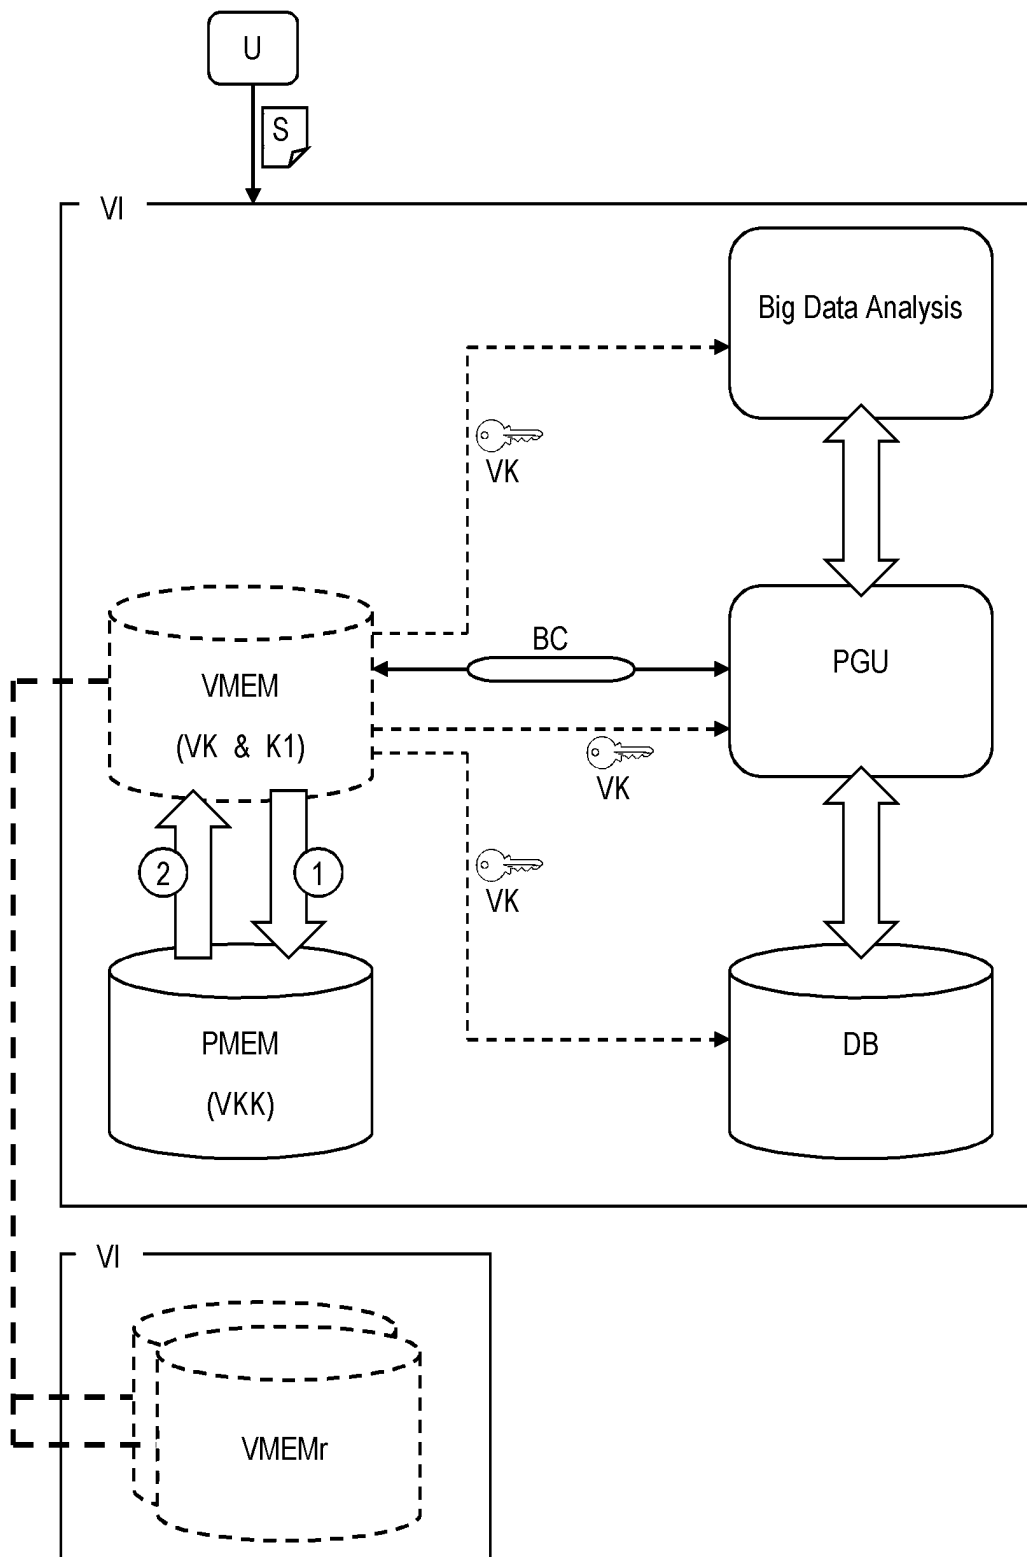 U
S
VI
Big Data Analysis
VK
BC
PGU
VMEM
(VK & K1)
VK
2
1
VK
PMEM
(VKK)
DB
VI
VMEMr